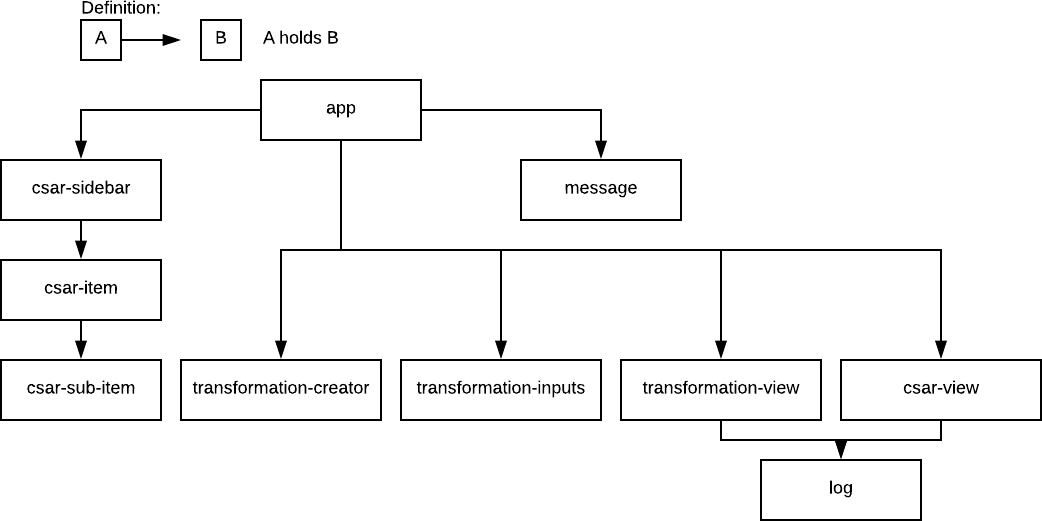 Definition:
A
B
A holds B
app
csar-sidebar
message
csar-item
csar-sub-item
transformation-creator
transformation-inputs
transformation-view
csar-view
log